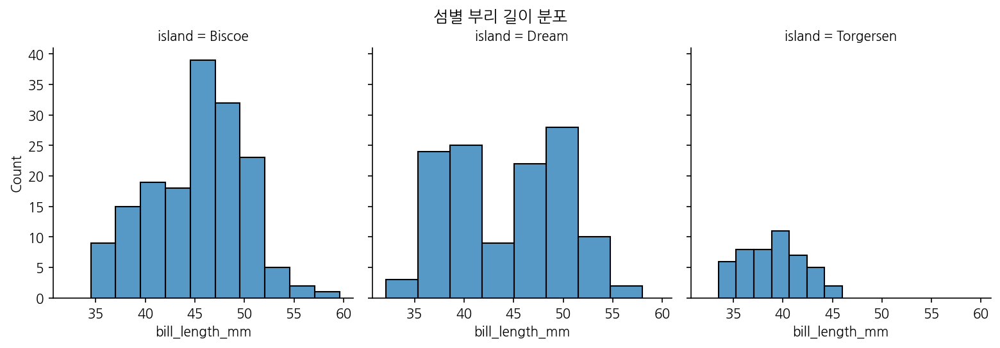 섬별 부리 길이 분포
island = Biscoe
island = Dream
island = Torgersen
Count
40
35
30
25
20
15
10
5
0
35 40 45 50 55 60
35 40 45 50 55 60
35 40 45 50 55 60
bill_length_mm
bill_length_mm
bill_length_mm